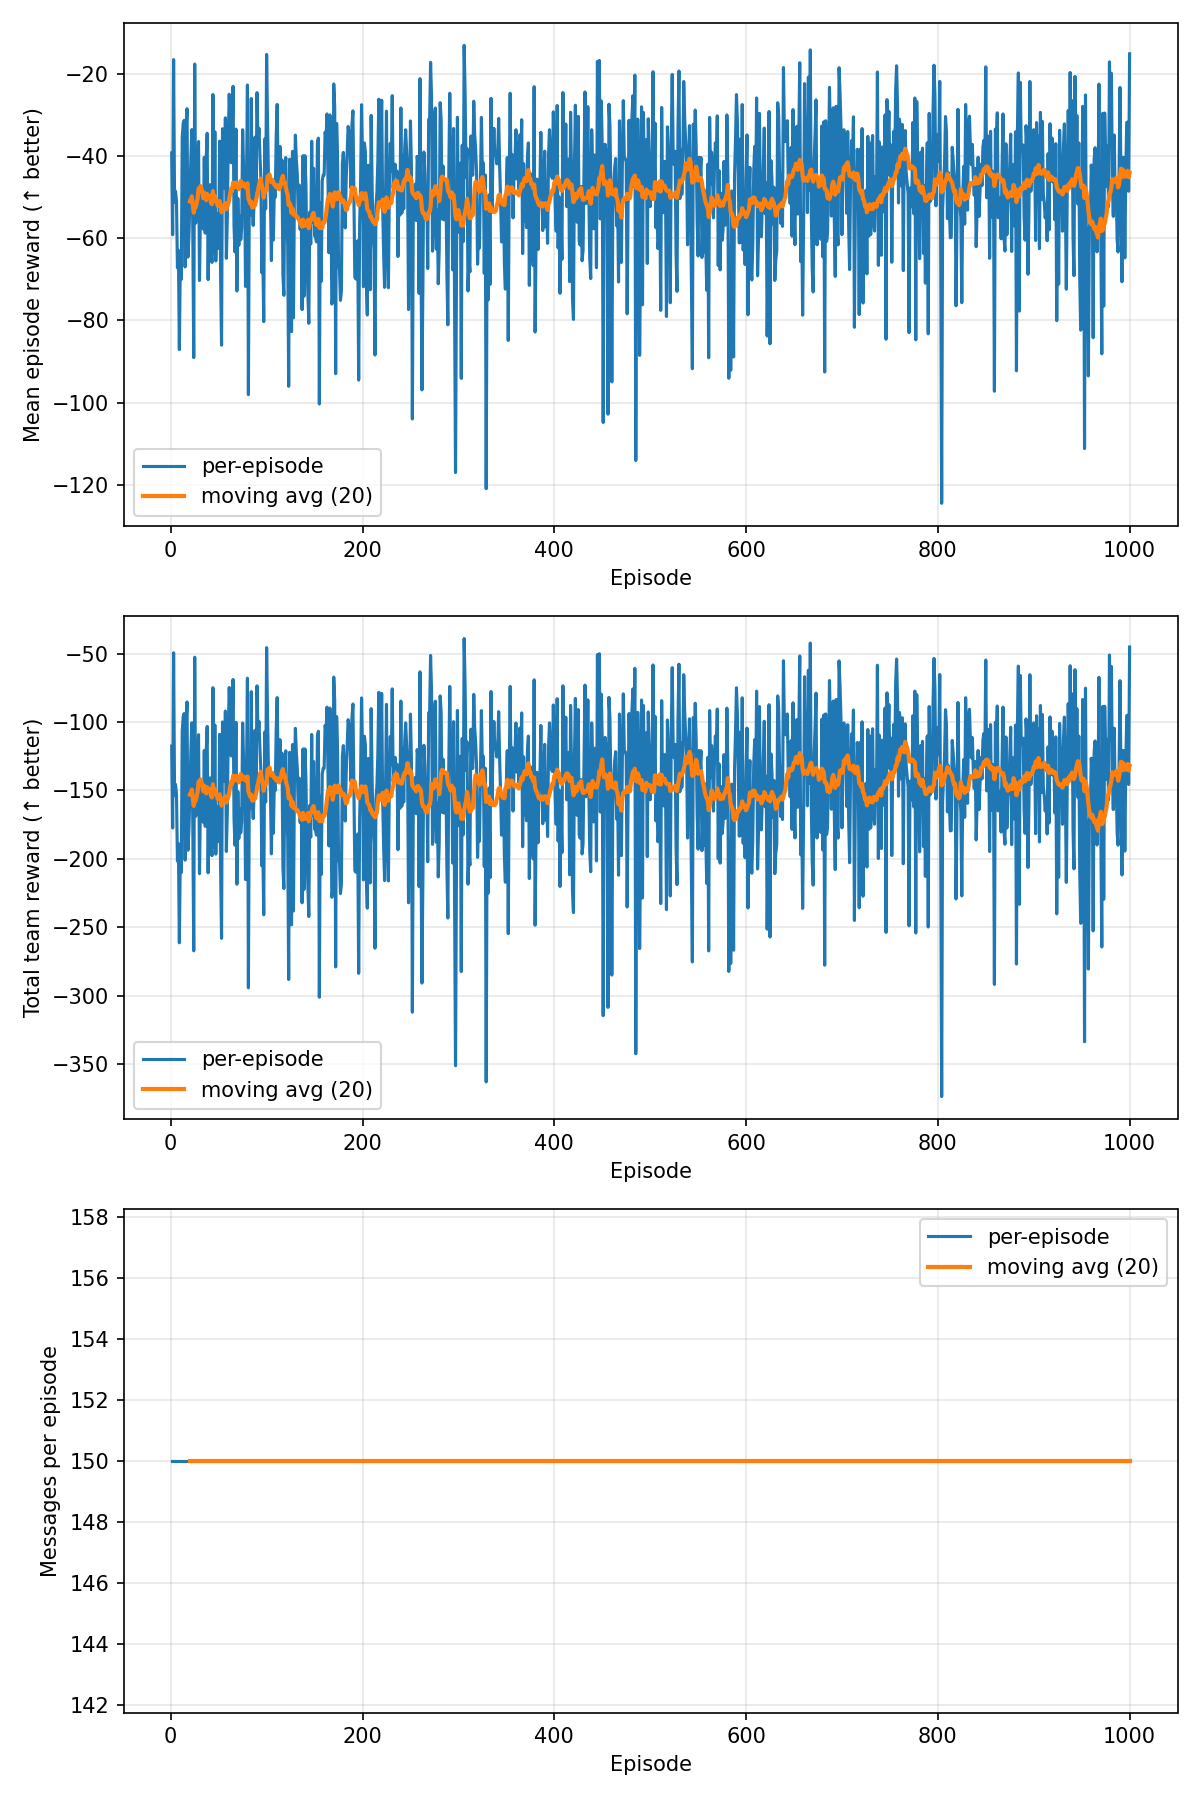 Mean episode reward (↑ better)
−20
−40
−60
−80
−100
−120
per-episode
moving avg (20)
0 200 400 600 800 1000
Episode
Total team reward (↑ better)
−50
−100
−150
−200
−250
−300
−350
per-episode
moving avg (20)
0 200 400 600 800 1000
Episode
Messages per episode
158
156
154
152
150
148
146
144
142
per-episode
moving avg (20)
0 200 400 600 800 1000
Episode